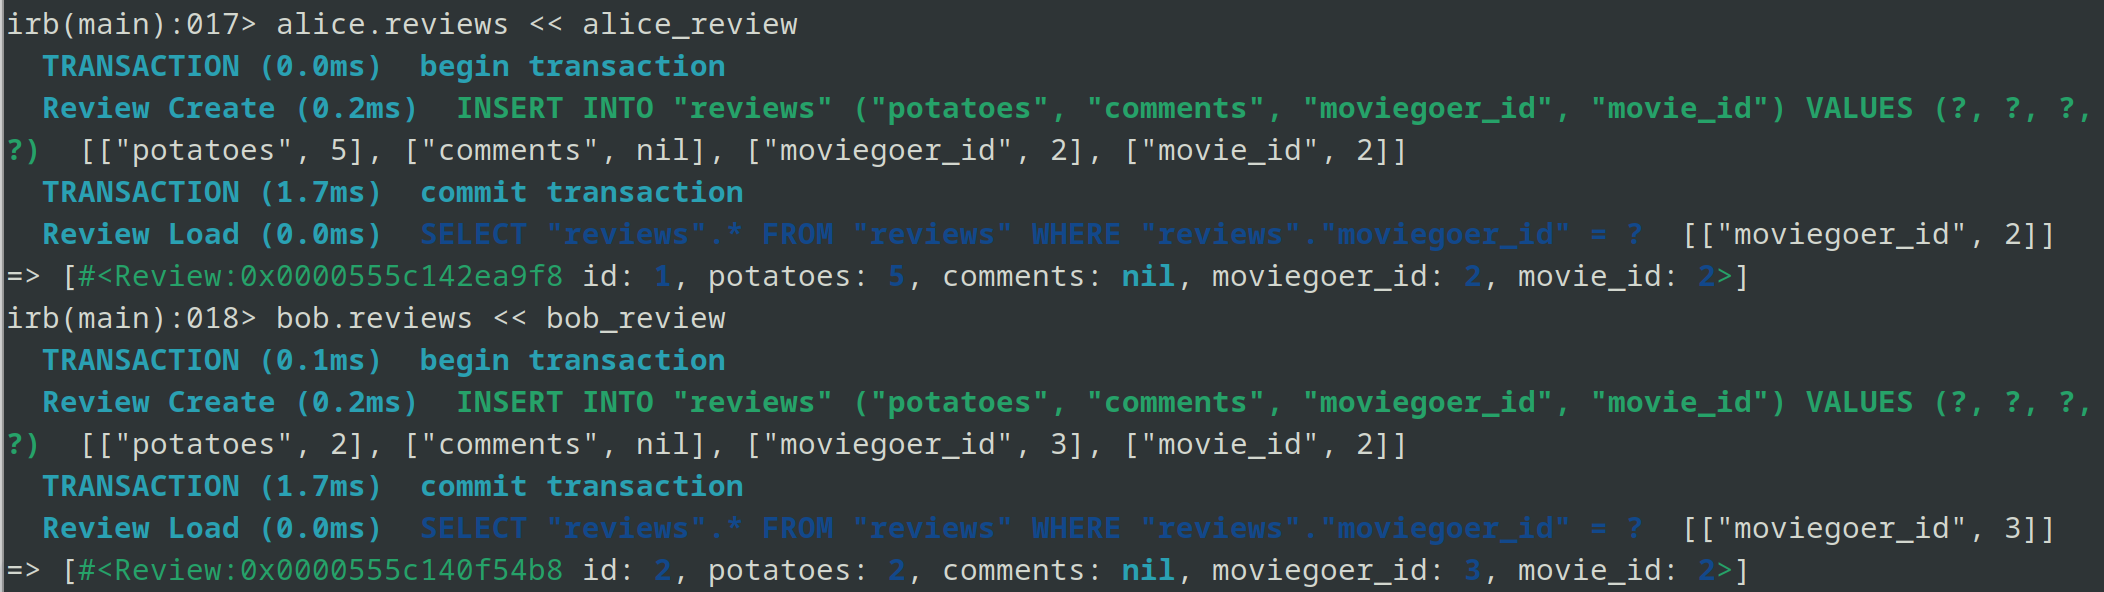 irb(main):017> alice.reviews << alice_review
  TRANSACTION (0.0ms)  begin transaction
  Review Create (0.2ms)  INSERT INTO "reviews" ("potatoes", "comments", "moviegoer_id", "movie_id") VALUES (?, ?, ?,
?)  [["potatoes", 5], ["comments", nil], ["moviegoer_id", 2], ["movie_id", 2]]
  TRANSACTION (1.7ms)  commit transaction
  Review Load (0.0ms)  SELECT "reviews".* FROM "reviews" WHERE "reviews"."moviegoer_id" = ?  [["moviegoer_id", 2]]
=> [#<Review:0x0000555c142ea9f8 id: 1, potatoes: 5, comments: nil, moviegoer_id: 2, movie_id: 2>]
irb(main):018> bob.reviews << bob_review
  TRANSACTION (0.1ms)  begin transaction
  Review Create (0.2ms)  INSERT INTO "reviews" ("potatoes", "comments", "moviegoer_id", "movie_id") VALUES (?, ?, ?,
?)  [["potatoes", 2], ["comments", nil], ["moviegoer_id", 3], ["movie_id", 2]]
  TRANSACTION (1.7ms)  commit transaction
  Review Load (0.0ms)  SELECT "reviews".* FROM "reviews" WHERE "reviews"."moviegoer_id" = ?  [["moviegoer_id", 3]]
=> [#<Review:0x0000555c140f54b8 id: 2, potatoes: 2, comments: nil, moviegoer_id: 3, movie_id: 2>]